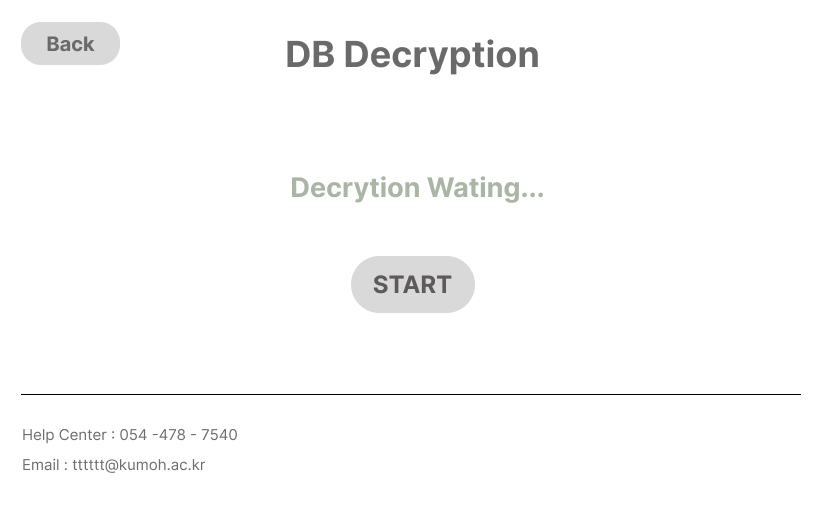 Back
DB Decryption
Decrytion Wating...
START
Help Center : 054 -478 - 7540
Email : tttttt@kumoh.ac.kr